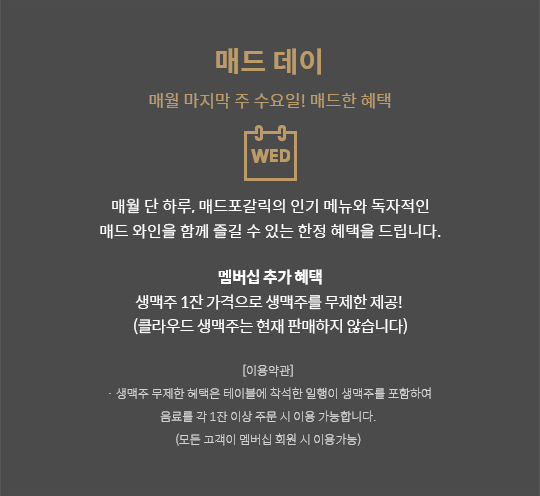 매드 데이
매월 마지막 주 수요일! 매드한 혜택
WED
매월 단 하루, 매드포갈릭의 인기 메뉴와 독자적인
매드 와인을 함께 즐길 수 있는 한정 혜택을 드립니다.
멤버십 추가 혜택
생맥주 1잔 가격으로 생맥주를 무제한 제공!
(클라우드 생맥주는 현재 판매하지 않습니다)
[이용약관]
· 생맥주 무제한 혜택은 테이블에 착석한 일행이 생맥주를 포함하여
음료를 각 1잔 이상 주문 시 이용 가능합니다.
(모든 고객이 멤버십 회원 시 이용가능)